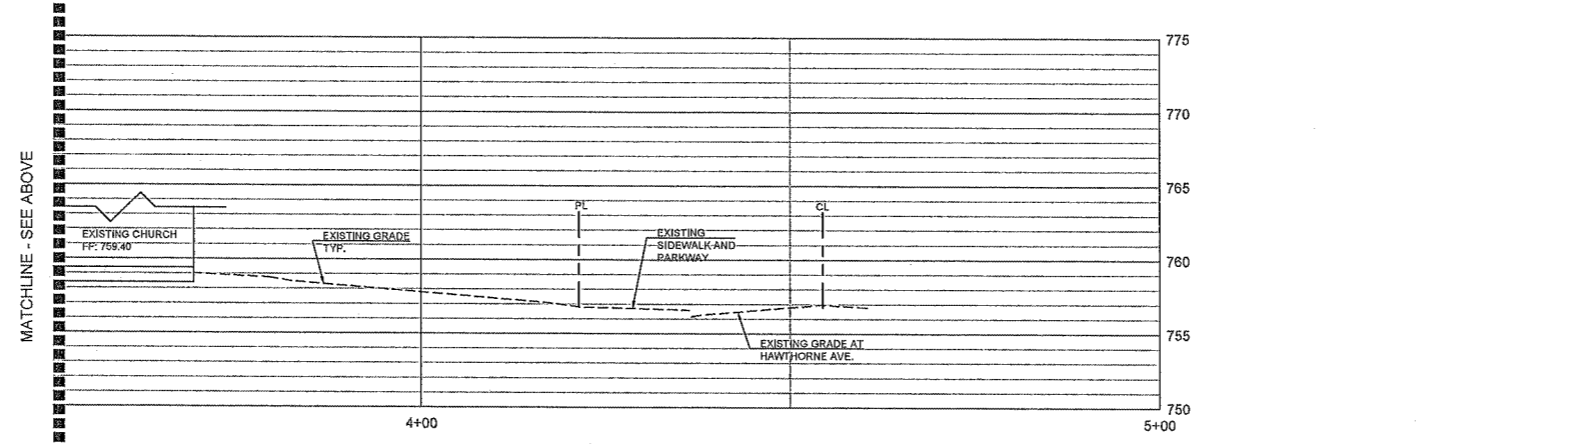 MATCHLINE - SEE ABOVE
775
770
765
760
755
750
PL
CL
EXISTING CHURCH
FF: 759.40
EXISTING GRADE
TYP.
EXISTING
SIDEWALK AND
PARKWAY
EXISTING GRADE AT
HAWTHORNE AVE.
4+00
5+00